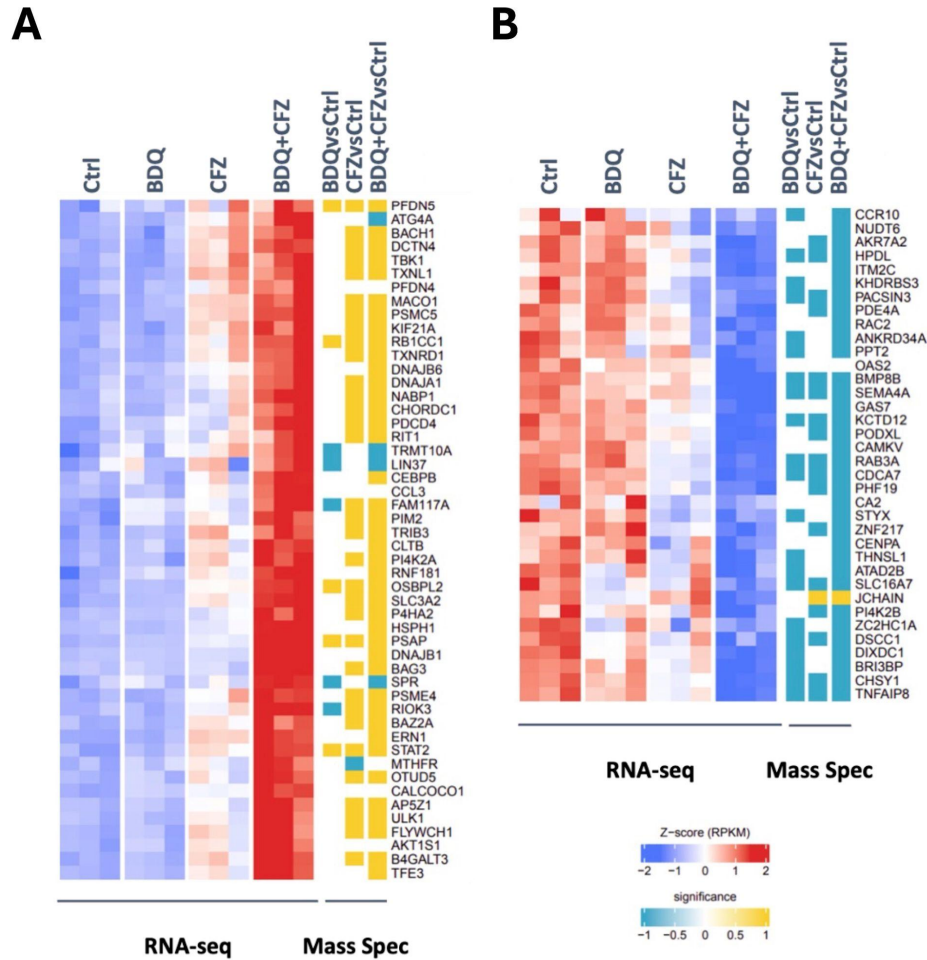 A
B
Ctrl
BDQ
CFZ
BDQ+CFZ
BDQvsCtrl
CFZvsCtrl
BDQ+CFZvsCtrl
PFDN5
ATG4A
BACH1
DCTN4
TBK1
TXNL1
PFDN4
MACO1
PSMC5
KIF21A
RB1CC1
TXNRD1
DNAJB6
DNAJA1
NABP1
CHORDC1
PDCD4
RIT1
TRMT10A
LIN37
CEBPB
CCL3
FAM117A
PIM2
TRIB3
CLTB
PI4K2A
RNF181
OSBPL2
SLC3A2
P4HA2
HSPH1
PSAP
DNAJB1
BAG3
SPR
PSME4
RIOK3
BAZ2A
ERN1
STAT2
MTHFR
OTUD5
CALCOCO1
AP5Z1
ULK1
FLYWCH1
AKT1S1
B4GALT3
TFE3
RNA-seq
Mass Spec
Ctrl
BDQ
CFZ
BDQ+CFZ
BDQvsCtrl
CFZvsCtrl
BDQ+CFZvsCtrl
CCR10
NUDT6
AKR7A2
HPDL
ITM2C
KHDRBS3
PACSIN3
PDE4A
RAC2
ANKRD34A
PPT2
OAS2
BMP8B
SEMA4A
GAS7
KCTD12
PODXL
CAMKV
RAB3A
CDCA7
PHF19
CA2
STYX
ZNF217
CENPA
THNSL1
ATAD2B
SLC16A7
JCHAIN
PI4K2B
ZC2HC1A
DSCC1
DIXDC1
BRI3BP
CHSY1
TNFAIP8
RNA-seq
Mass Spec
Z-score (RPKM)
−2 −1 0 1 2
significance
−1 −0.5 0 0.5 1